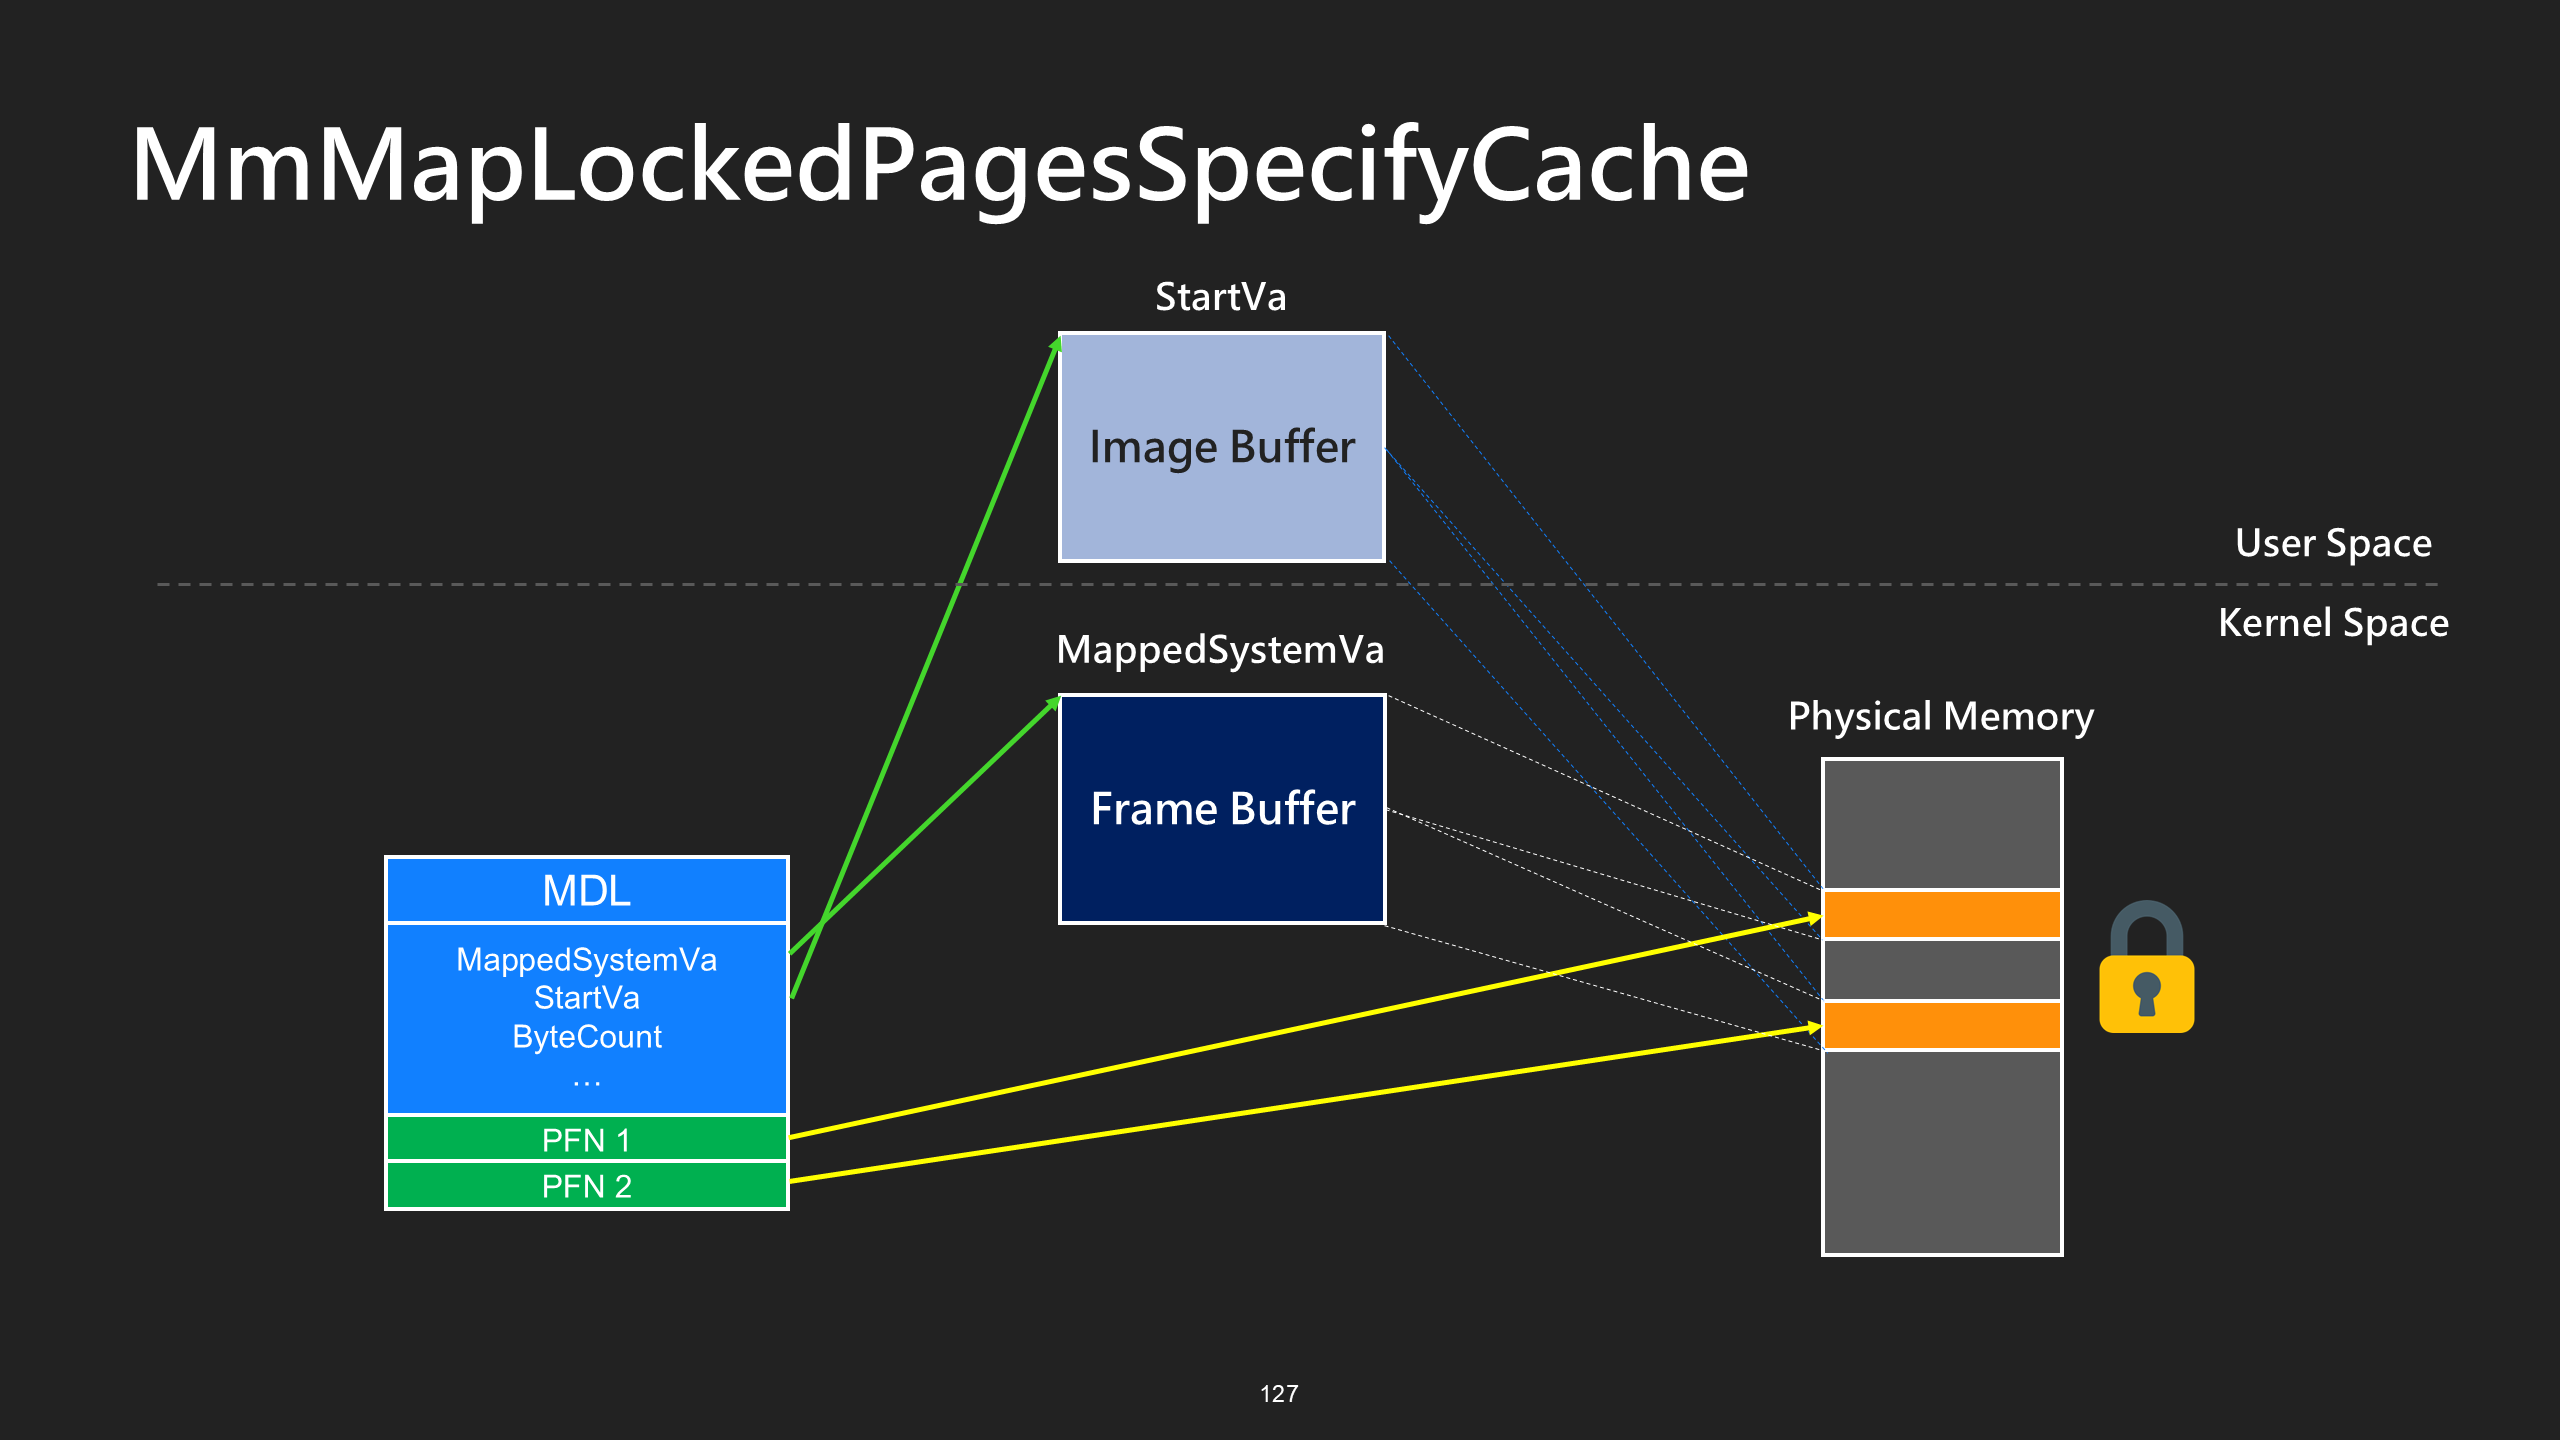 MmMapLockedPagesSpecifyCache
StartVa
Image Buffer
User Space
Kernel Space
MappedSystemVa
Frame Buffer
Physical Memory
MDL
MappedSystemVa
StartVa
ByteCount
…
PFN 1
PFN 2
127